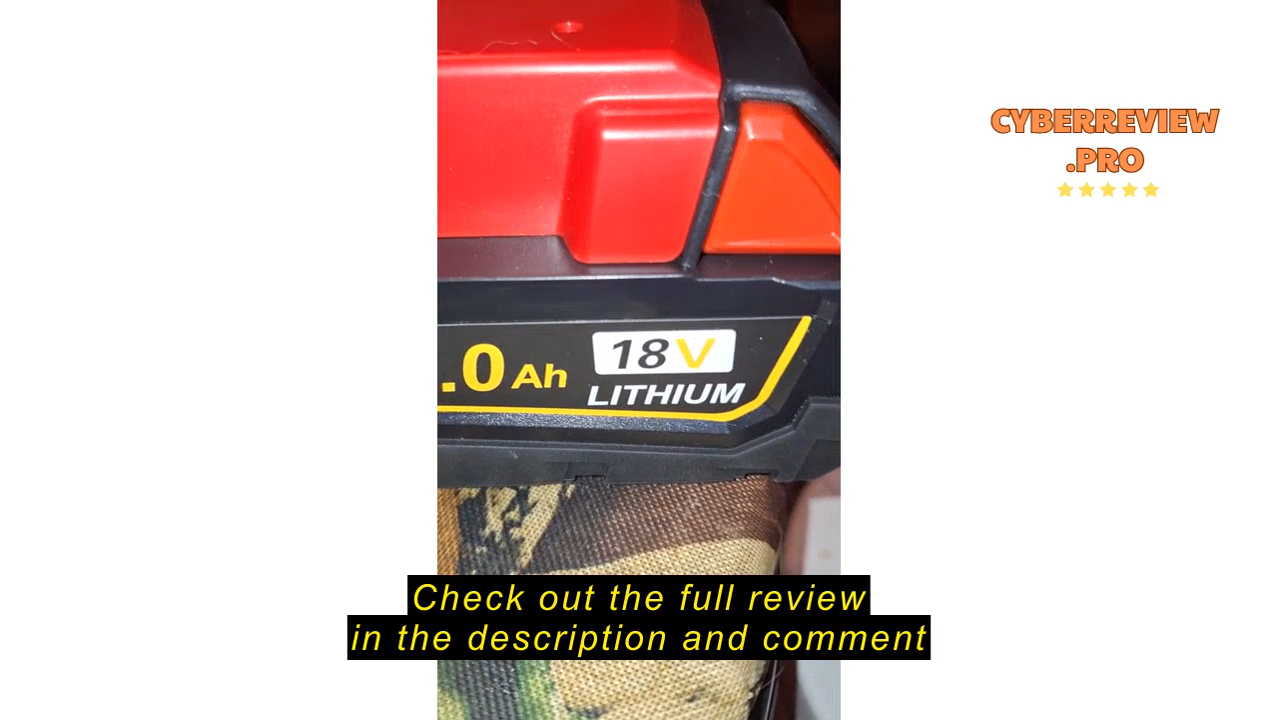 CYBERREVIEW
.PRO
.0 Ah
18V
LITHIUM
Check out the full review
in the description and comment